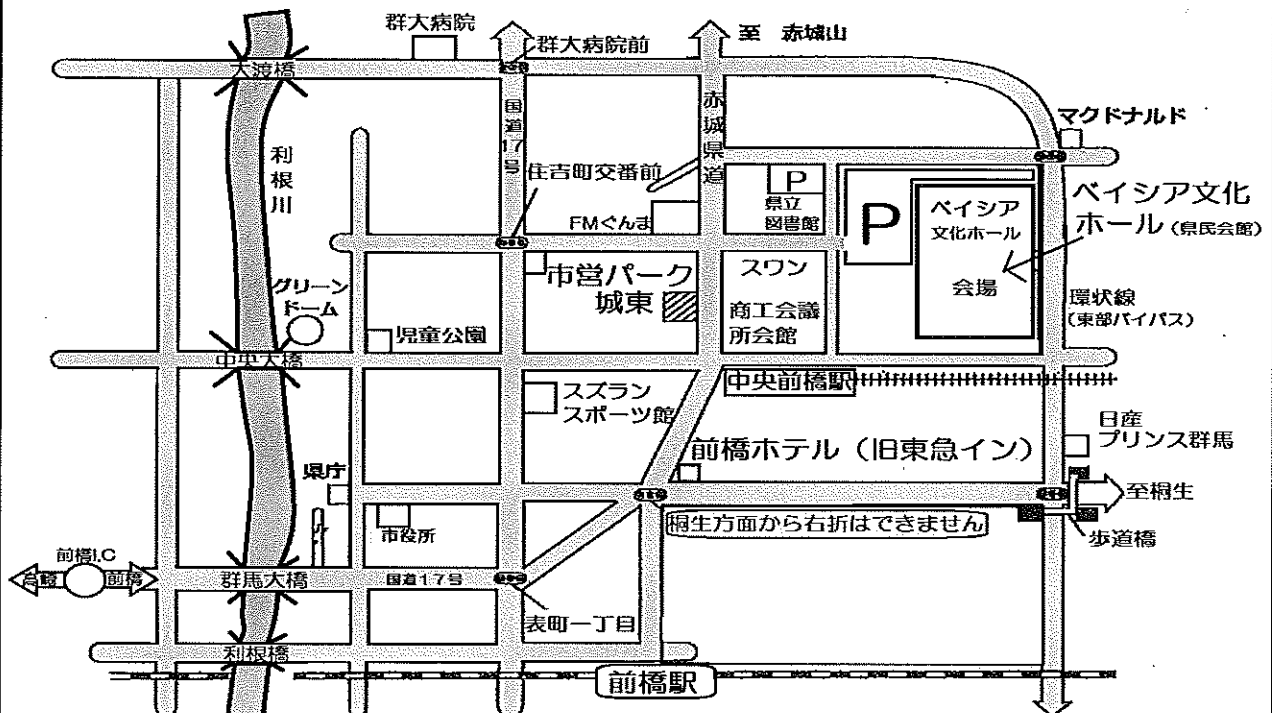 群大病院
群大病院前
至 赤城山
大渡橋
国道17号
赤城県道
マクドナルド
利根川
住吉町交番前
P
県立
図書館
P
ベイシア
文化ホール
会場
ベイシア文化
ホール(県民会館)
FMぐんま
市営パーク
城東
スワン
商工会議
所会館
グリーン
ドーム
児童公園
環状線
(東部バイパス)
中央大橋
中央前橋駅
スズラン
スポーツ館
日産
プリンス群馬
前橋ホテル(旧東急イン)
県庁
至桐生
市役所
桐生方面から右折はできません
歩道橋
前橋I.C
前橋
群馬大橋
国道17号
表町一丁目
利根橋
前橋駅